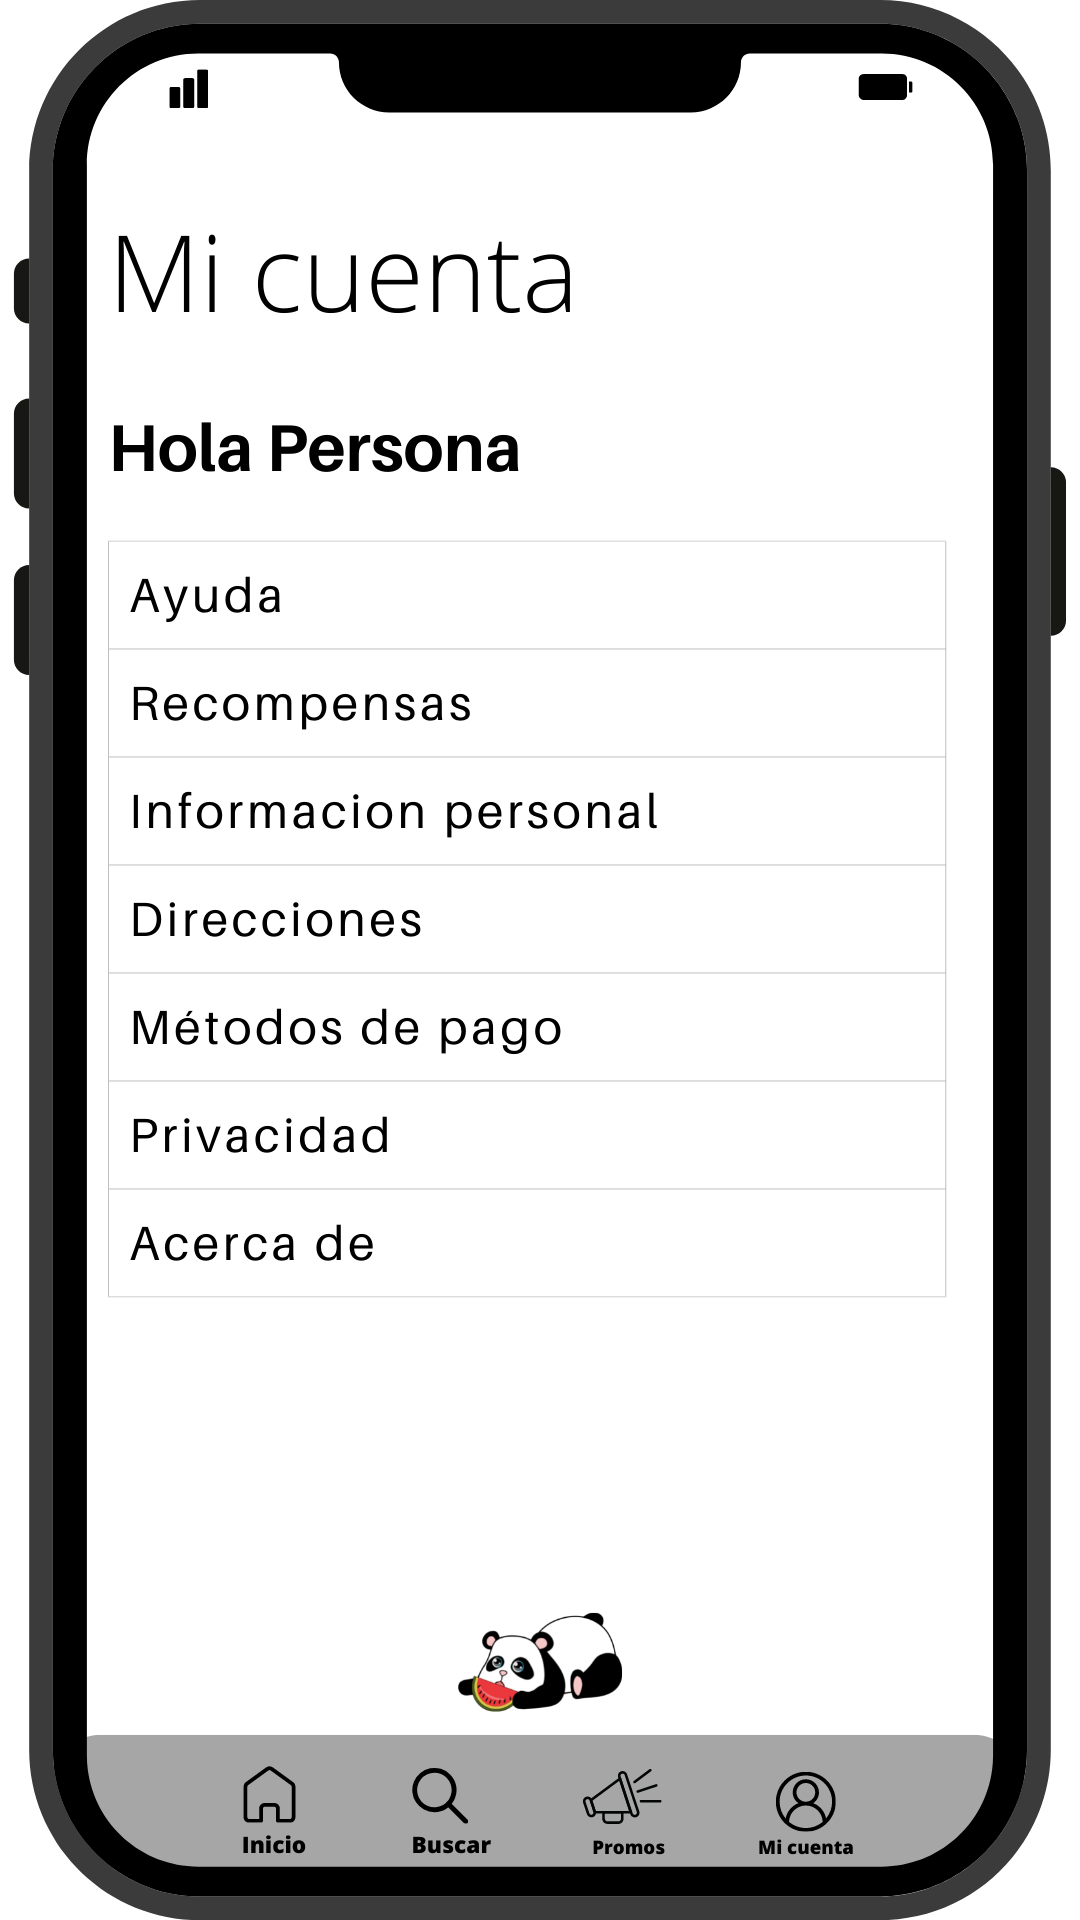 Mi cuenta
Hola Persona
Ayuda
Recompensas
Informacion personal
Direcciones
Métodos de pago
Privacidad
Acerca de
Inicio
Buscar
Promos
Mi cuenta